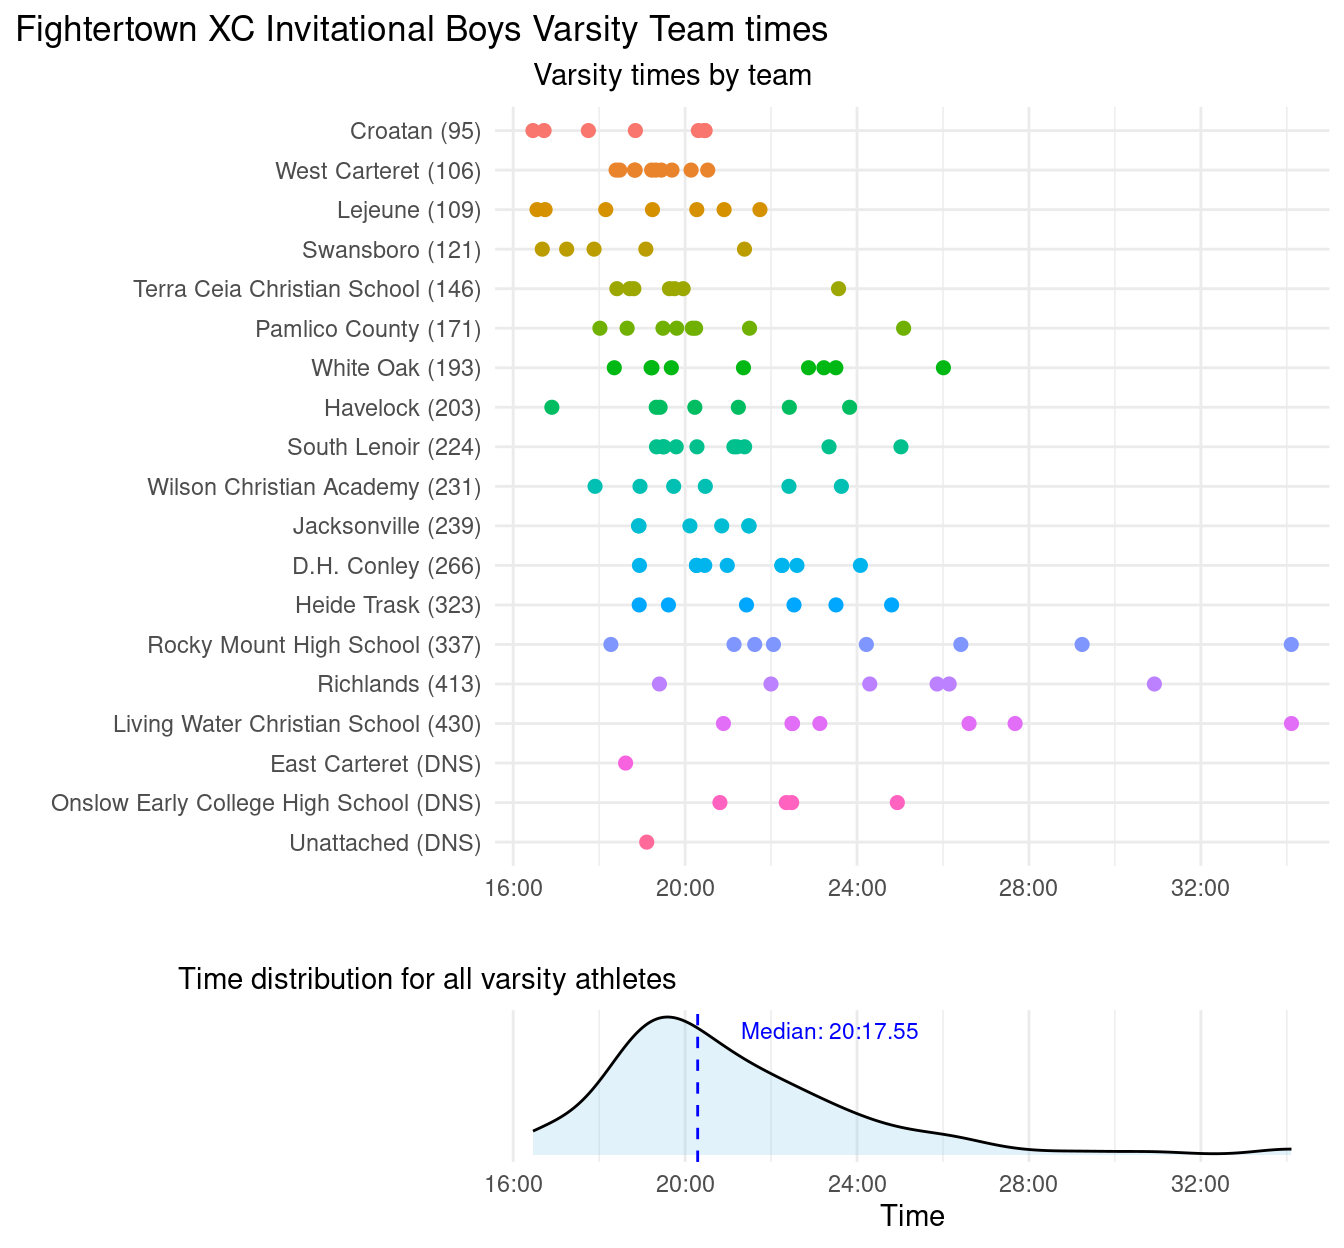 Fightertown XC Invitational Boys Varsity Team times
Varsity times by team
Croatan (95)
West Carteret (106)
Lejeune (109)
Swansboro (121)
Terra Ceia Christian School (146)
Pamlico County (171)
White Oak (193)
Havelock (203)
South Lenoir (224)
Wilson Christian Academy (231)
Jacksonville (239)
D.H. Conley (266)
Heide Trask (323)
Rocky Mount High School (337)
Richlands (413)
Living Water Christian School (430)
East Carteret (DNS)
Onslow Early College High School (DNS)
Unattached (DNS)
16:00 20:00 24:00 28:00 32:00
Time distribution for all varsity athletes
Median: 20:17.55
16:00 20:00 24:00 28:00 32:00
Time